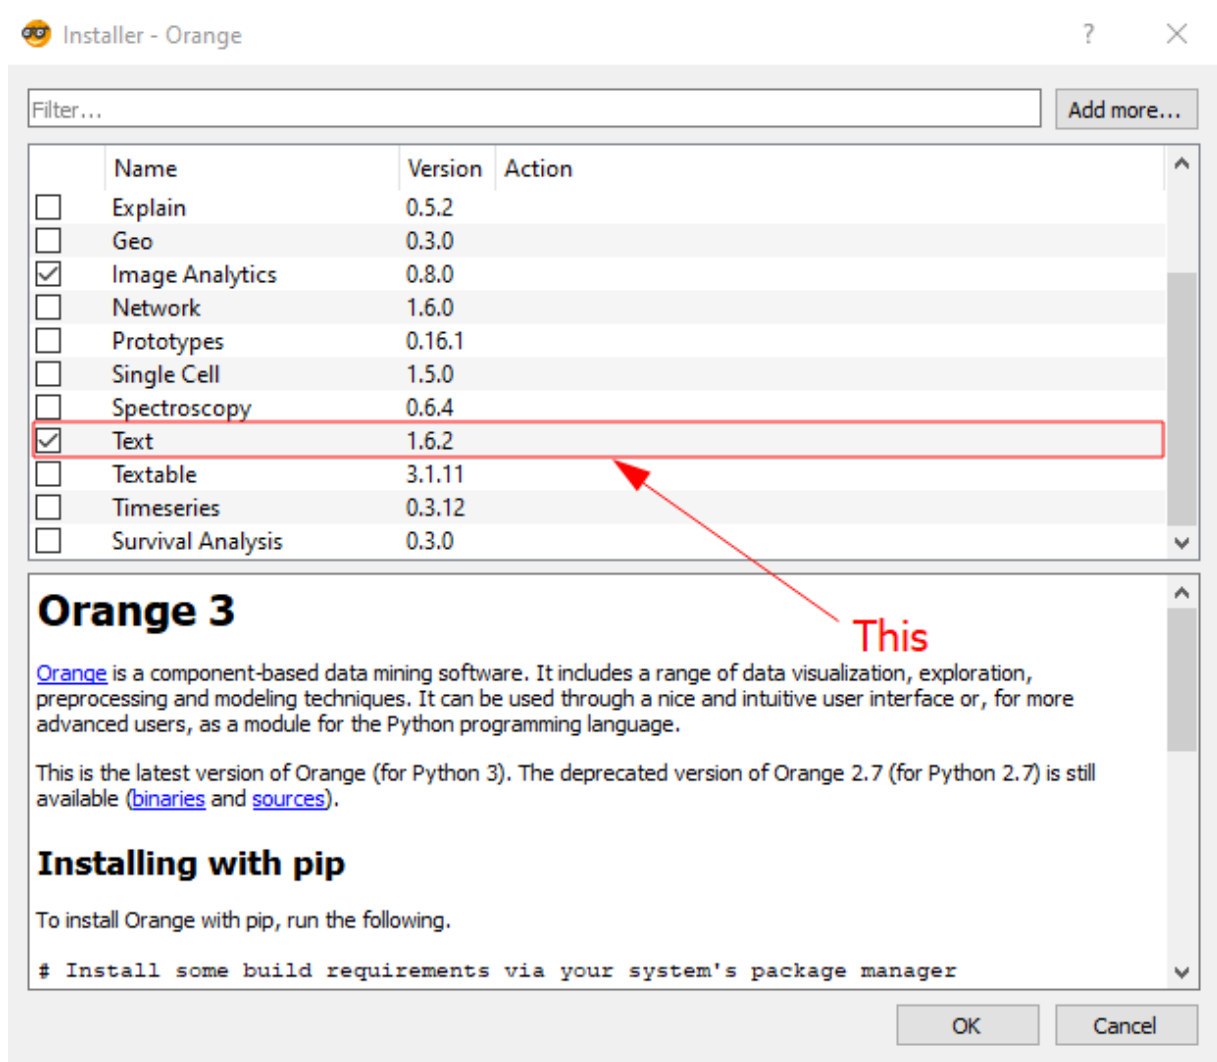 Installer - Orange
?
Filter...
Add more...
Name Version Action
Explain 0.5.2
Geo 0.3.0
Image Analytics 0.8.0
Network 1.6.0
Prototypes 0.16.1
Single Cell 1.5.0
Spectroscopy 0.6.4
Text 1.6.2
Textable 3.1.11
Timeseries 0.3.12
Survival Analysis 0.3.0
This
Orange 3
Orange is a component-based data mining software. It includes a range of data visualization, exploration,
preprocessing and modeling techniques. It can be used through a nice and intuitive user interface or, for more
advanced users, as a module for the Python programming language.
This is the latest version of Orange (for Python 3). The deprecated version of Orange 2.7 (for Python 2.7) is still
available (binaries and sources).
Installing with pip
To install Orange with pip, run the following.
# Install some build requirements via your system's package manager
OK Cancel